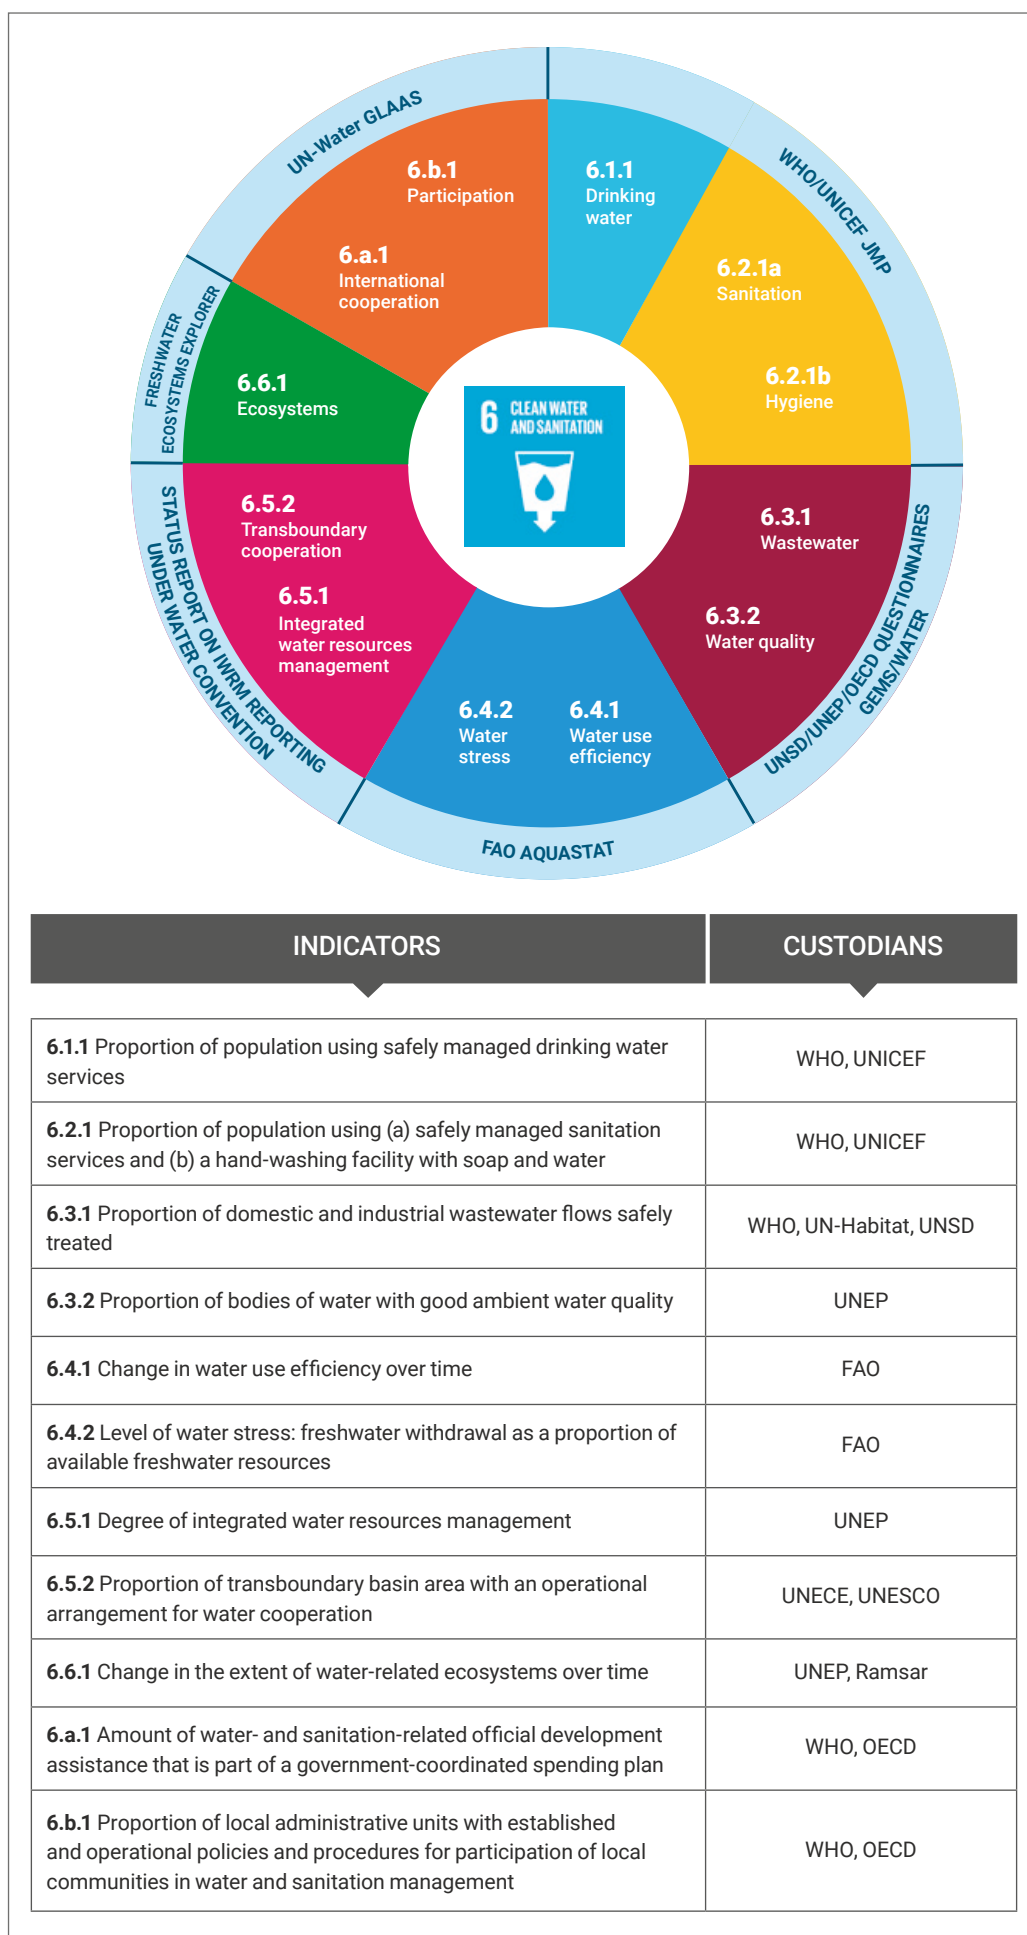 UN-Water GLAAS
WHO/UNICEF JMP
6.b.1
Participation
6.1.1
Drinking
water
6.a.1
International
cooperation
6.2.1a
Sanitation
6.2.1b
Hygiene
FRESHWATER
ECOSYSTEMS EXPLORER
6.6.1
Ecosystems
6 CLEAN WATER
AND SANITATION
6.5.2
Transboundary
cooperation
6.5.1
Integrated
water resources
management
STATUS REPORT ON IWRM REPORTING
UNDER WATER CONVENTION
6.3.1
Wastewater
6.3.2
Water quality
UNSD/UNEP/OECD QUESTIONNAIRES
GEMS/WATER
6.4.2
Water
stress
6.4.1
Water use
efficiency
FAO AQUASTAT
INDICATORS
CUSTODIANS
6.1.1 Proportion of population using safely managed drinking water
services
WHO, UNICEF
6.2.1 Proportion of population using (a) safely managed sanitation
services and (b) a hand-washing facility with soap and water
WHO, UNICEF
6.3.1 Proportion of domestic and industrial wastewater flows safely
treated
WHO, UN-Habitat, UNSD
6.3.2 Proportion of bodies of water with good ambient water quality
UNEP
6.4.1 Change in water use efficiency over time
FAO
6.4.2 Level of water stress: freshwater withdrawal as a proportion of
available freshwater resources
FAO
6.5.1 Degree of integrated water resources management
UNEP
6.5.2 Proportion of transboundary basin area with an operational
arrangement for water cooperation
UNECE, UNESCO
6.6.1 Change in the extent of water-related ecosystems over time
UNEP, Ramsar
6.a.1 Amount of water- and sanitation-related official development
assistance that is part of a government-coordinated spending plan
WHO, OECD
6.b.1 Proportion of local administrative units with established
and operational policies and procedures for participation of local
communities in water and sanitation management
WHO, OECD